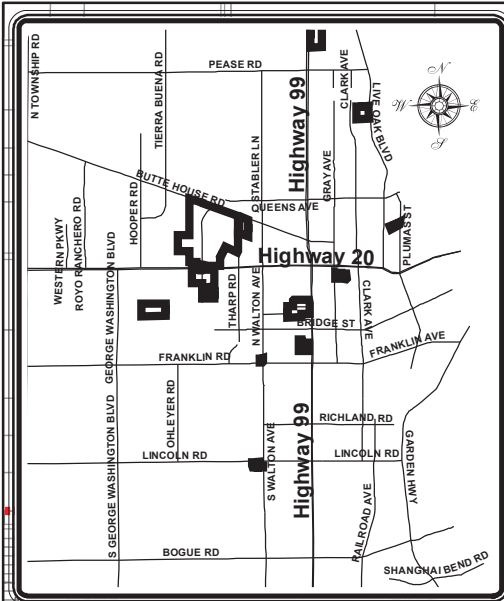 N TOWNSHIP RD
TIERRA BUENA RD
PEASE RD
CLARK AVE
LIVE OAK BLVD
N
W
E
S
Highway 99
STABLER LN
GRAY AVE
BUTTE HOUSE RD
QUEENS AVE
HOOPER RD
ROYO RANCHERO RD
WESTERN PKWY
PLUMAS ST
Highway 20
GEORGE WASHINGTON BLVD
THARP RD
N WALTON AVE
BRIDGE ST
CLARK AVE
FRANKLIN RD
FRANKLIN AVE
OHLEYER RD
RICHLAND RD
Highway 99
LINCOLN RD
LINCOLN RD
GARDEN HWY
S WALTON AVE
S GEORGE WASHINGTON BLVD
RAILROAD AVE
BOGUE RD
SHANGHAI BEND RD